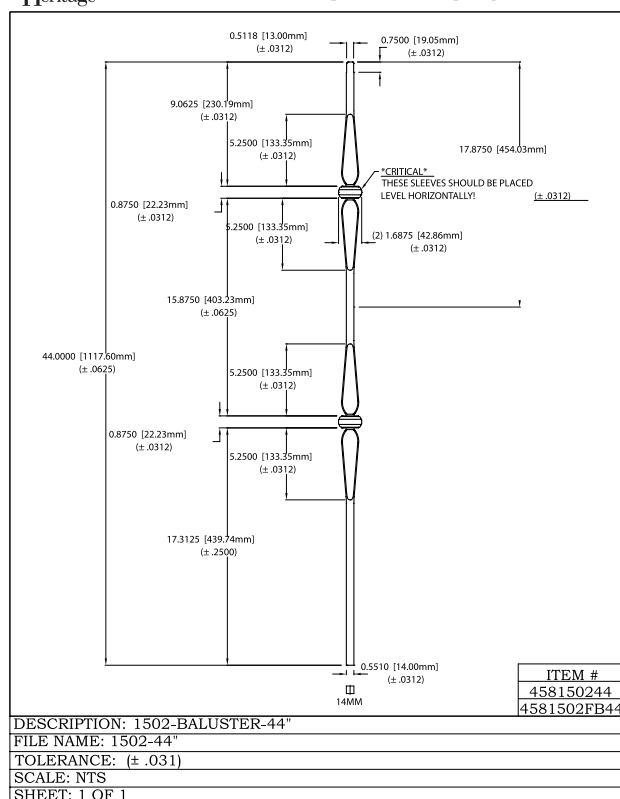 Heritage
0.5118 [13.00mm]
(± .0312)
0.7500 [19.05mm]
(± .0312)
9.0625 [230.19mm]
(± .0312)
5.2500 [133.35mm]
(± .0312)
17.8750 [454.03mm]
(± .0312)
*CRITICAL*
THESE SLEEVES SHOULD BE PLACED
LEVEL HORIZONTALLY!
0.8750 [22.23mm]
(± .0312)
5.2500 [133.35mm]
(± .0312)
(2) 1.6875 [42.86mm]
(± .0312)
15.8750 [403.23mm]
(± .0625)
44.0000 [1117.60mm]
(± .0625)
5.2500 [133.35mm]
(± .0312)
0.8750 [22.23mm]
(± .0312)
5.2500 [133.35mm]
(± .0312)
17.3125 [439.74mm]
(± .2500)
0.5510 [14.00mm]
(± .0312)
14MM
ITEM #
458150244
4581502FB44
DESCRIPTION: 1502-BALUSTER-44"
FILE NAME: 1502-44"
TOLERANCE: (± .031)
SCALE: NTS
SHEET: 1 OF 1